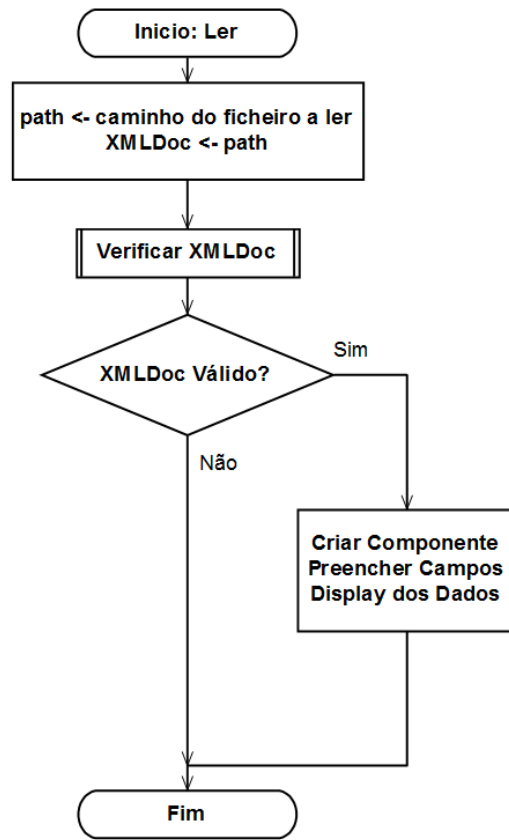 Inicio: Ler
path <- caminho do ficheiro a ler
XMLDoc <- path
Verificar XMLDoc
XMLDoc Válido?
Sim
Não
Criar Componente
Preencher Campos
Display dos Dados
Fim